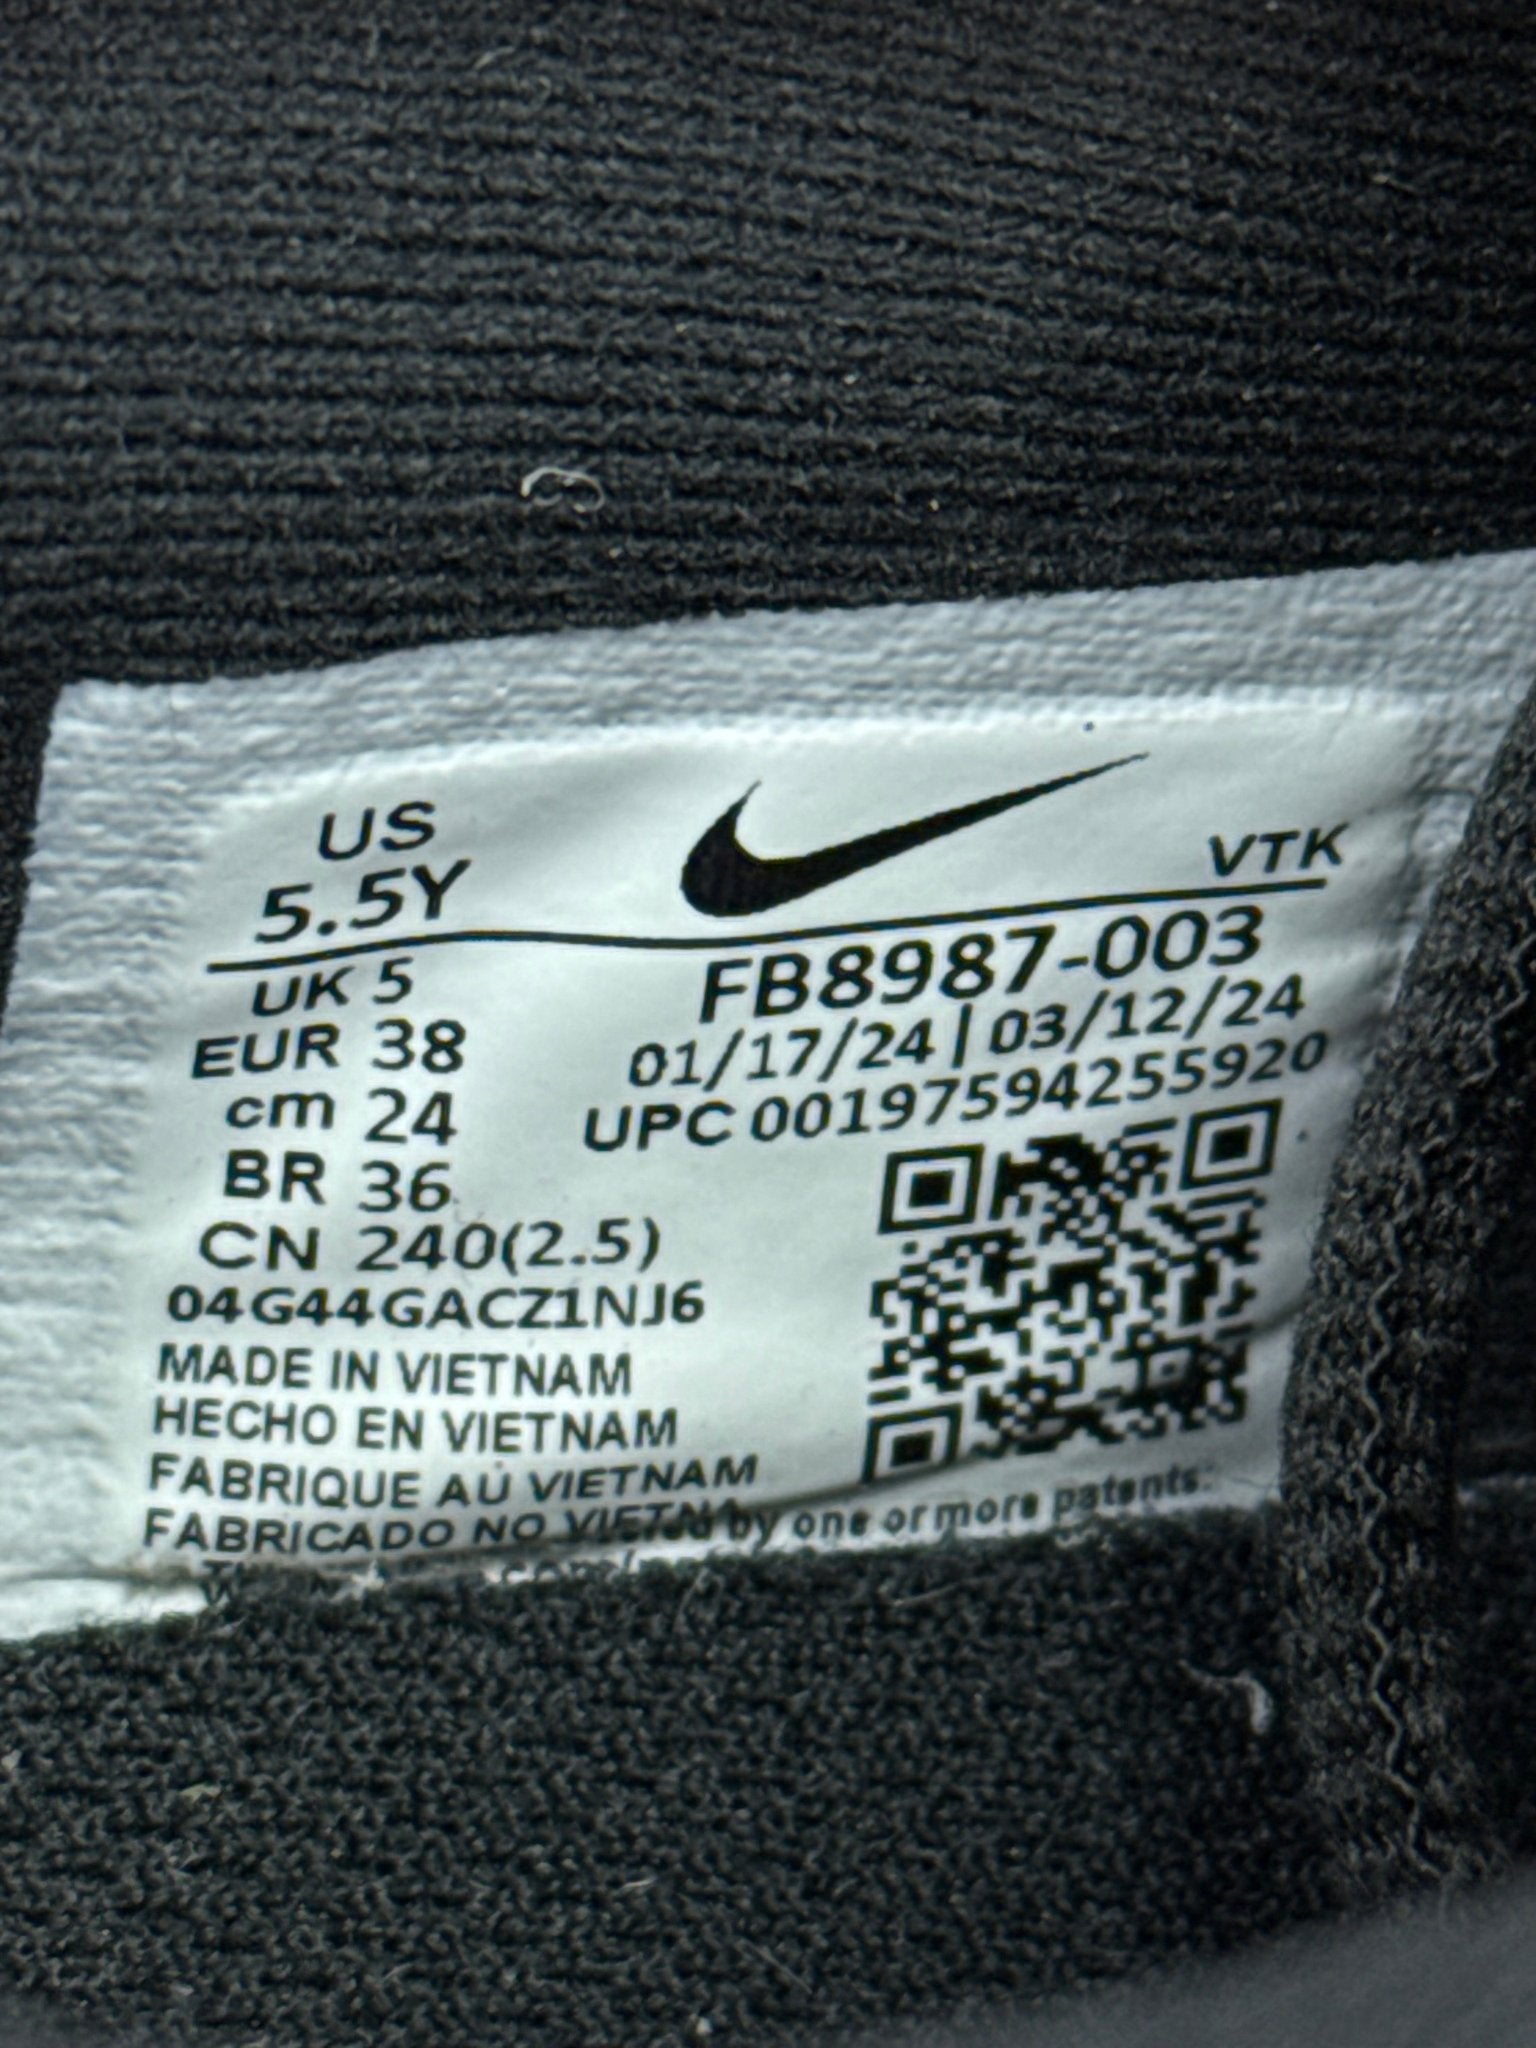 US
5.5Y
VTK
UK 5
EUR 38
cm 24
BR 36
CN 240(2.5)
04G44GACZ1NJ6
FB8987-003
01/17/24 | 03/12/24
UPC 00197594255920
MADE IN VIETNAM
HECHO EN VIETNAM
FABRIQUE AU VIETNAM
FABRICADO NO
by one or more patents.